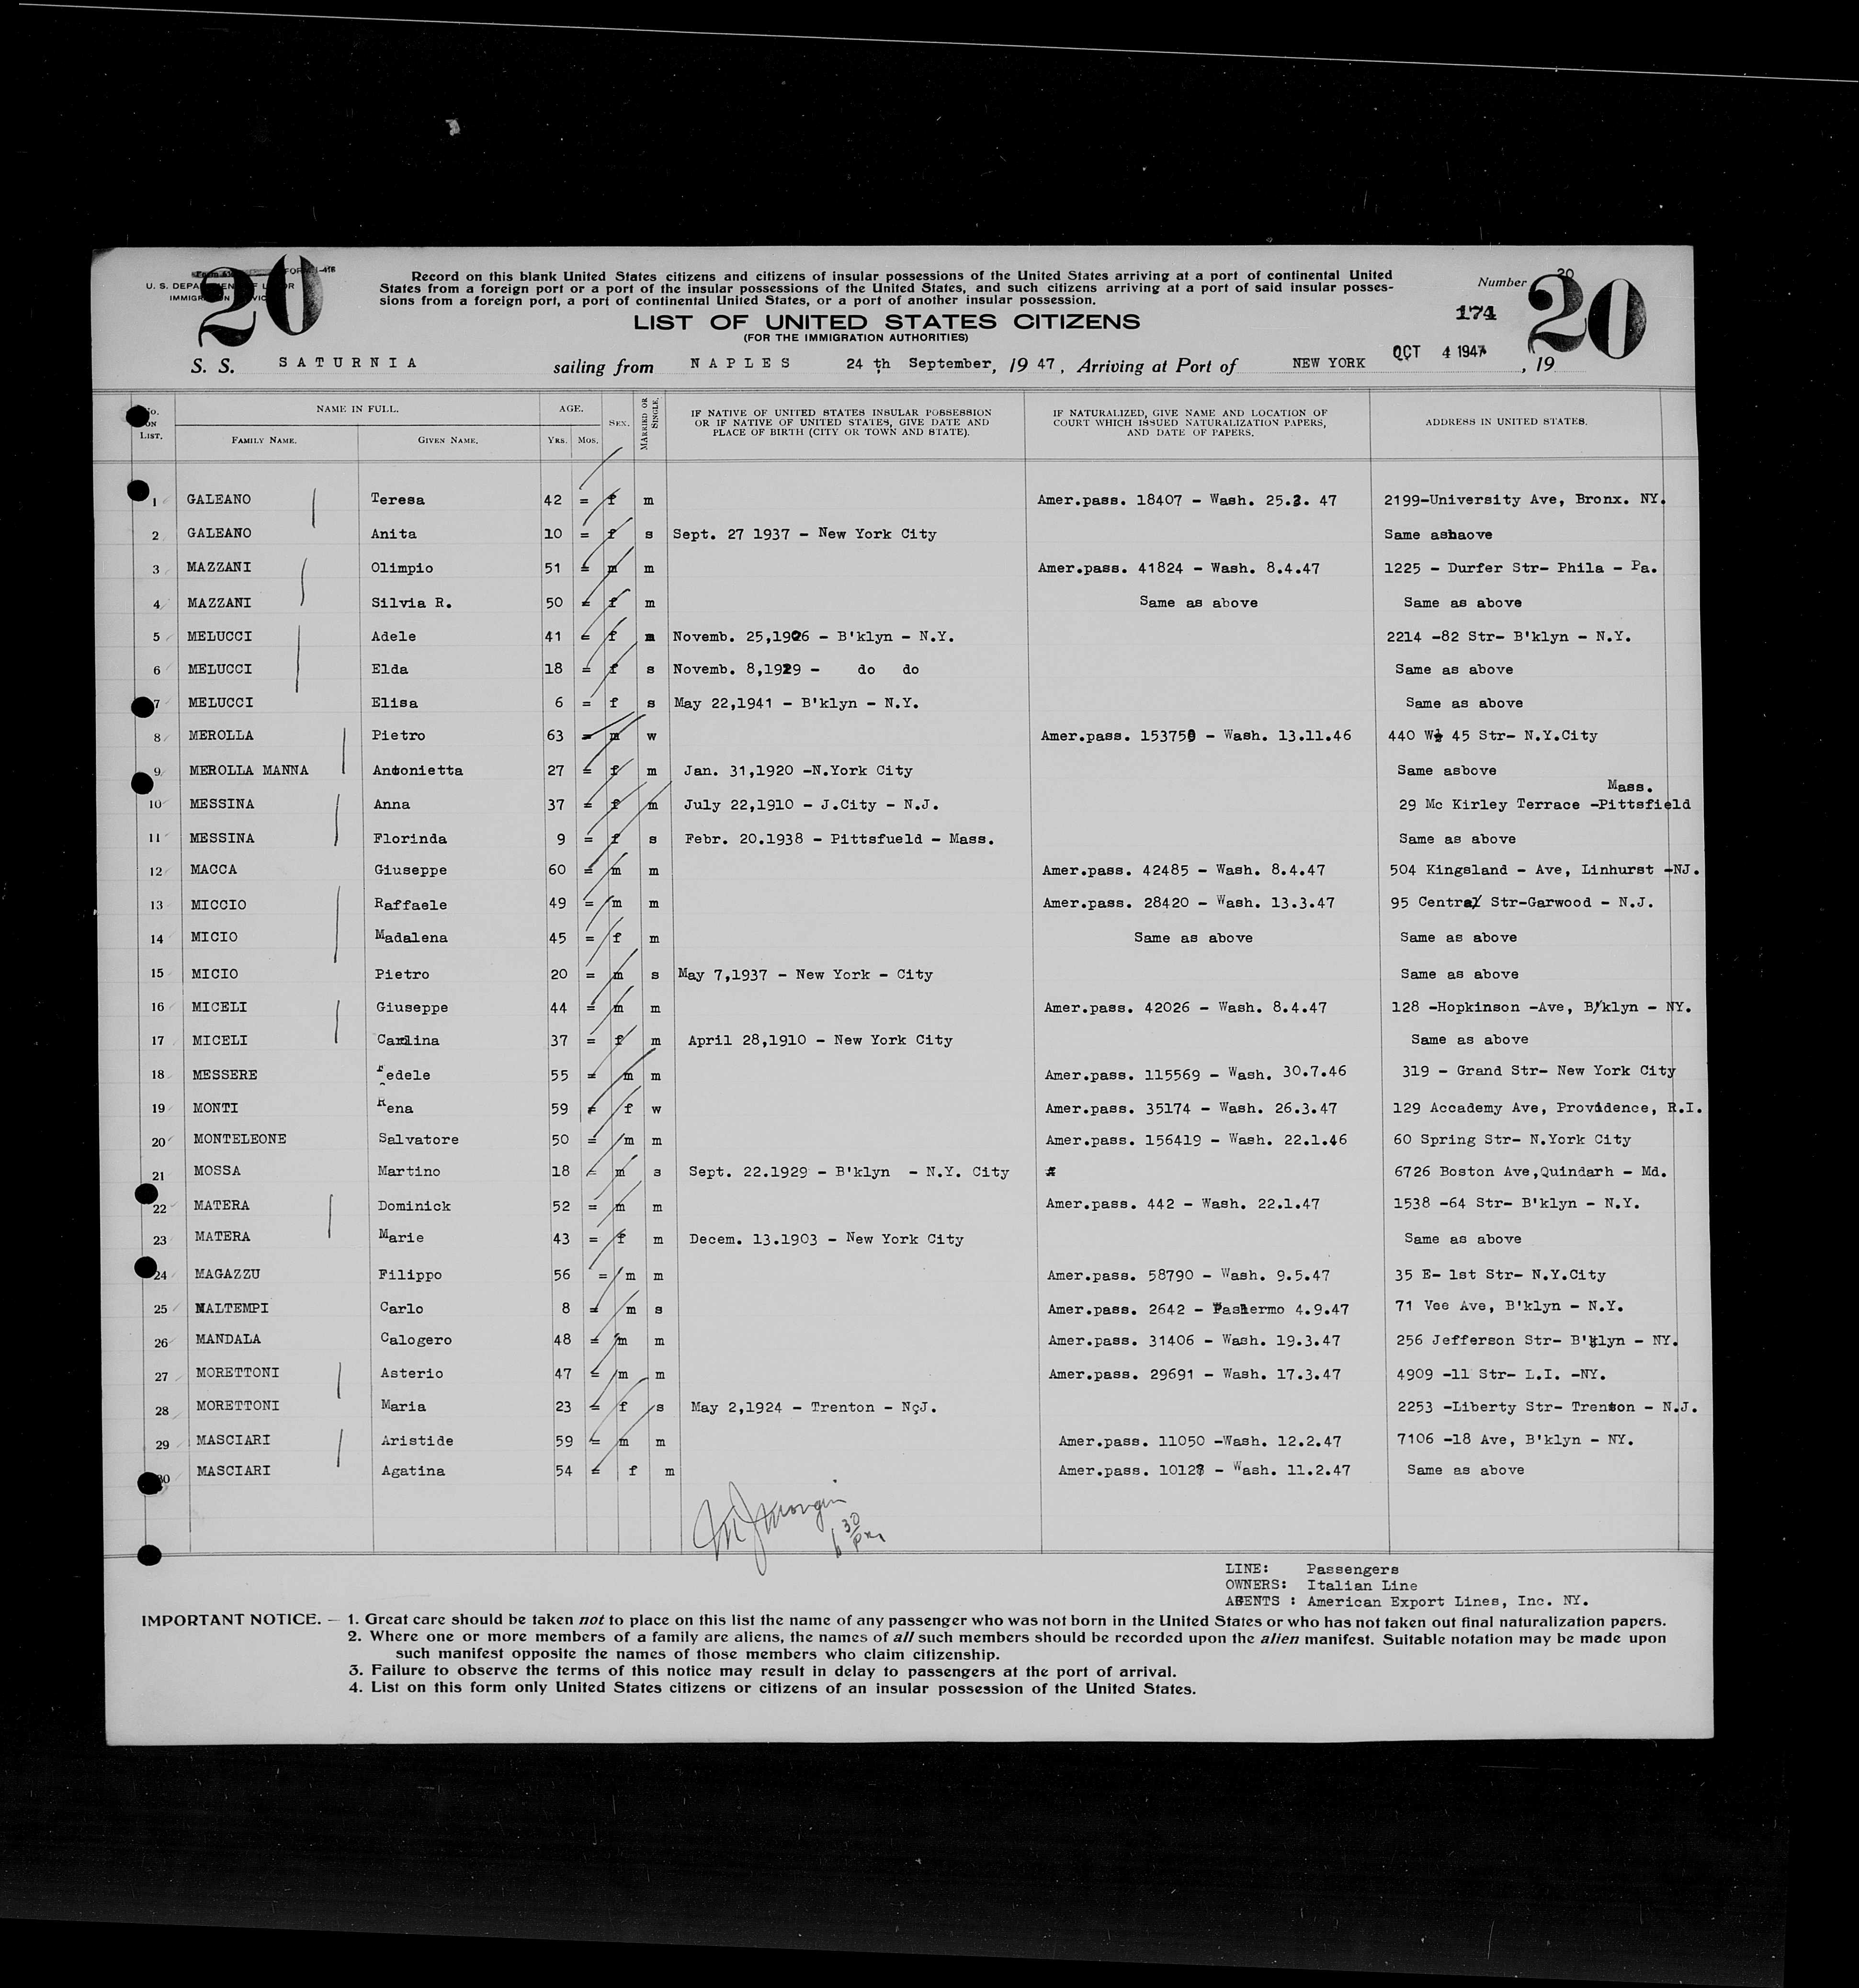 FORM I-416
U. S. DEPARTMENT OF LABOR
IMMIGRATION SERVICE
20
Record on this blank United States citizens and citizens of insular possessions of the United States arriving at a port of continental United
States from a foreign port or a port of the insular possessions of the United States, and such citizens arriving at a port of said insular posses-
sions from a foreign port, a port of continental United States, or a port of another insular possession.
Number 20
174
20
LIST OF UNITED STATES CITIZENS
(FOR THE IMMIGRATION AUTHORITIES)
S. S. SATURNIA sailing from NAPLES 24 th September, 19 47, Arriving at Port of NEW YORK OCT 4 1947, 19
No. ON LIST. NAME IN FULL. FAMILY NAME. GIVEN NAME. AGE. YRS. MOS. SEX. MARRIED OR SINGLE. IF NATIVE OF UNITED STATES INSULAR POSSESSION OR IF NATIVE OF UNITED STATES, GIVE DATE AND PLACE OF BIRTH (CITY OR TOWN AND STATE). IF NATURALIZED, GIVE NAME AND LOCATION OF COURT WHICH ISSUED NATURALIZATION PAPERS, AND DATE OF PAPERS. ADDRESS IN UNITED STATES.
1 GALEANO Teresa 42 = f m Amer.pass. 18407 - Wash. 25.3. 47 2199-University Ave, Bronx. NY.
2 GALEANO Anita 10 = f s Sept. 27 1937 - New York City Same asbaove
3 MAZZANI Olimpio 51 = m m Amer.pass. 41824 - Wash. 8.4.47 1225 - Durfer Str- Phila - Pa.
4 MAZZANI Silvia R. 50 = f m Same as above Same as above
5 MELUCCI Adele 41 = f m Novemb. 25,1906 - B'klyn - N.Y. 2214 -82 Str- B'klyn - N.Y.
6 MELUCCI Elda 18 = f s Novemb. 8,1929 - do do Same as above
7 MELUCCI Elisa 6 = f s May 22,1941 - B'klyn - N.Y. Same as above
8 MEROLLA Pietro 63 = m w Amer.pass. 153750 - Wash. 13.11.46 440 W. 45 Str- N.Y.City
9 MEROLLA MANNA Antonietta 27 = f m Jan. 31,1920 -N.York City Same asbove
10 MESSINA Anna 37 = f m July 22,1910 - J.City - N.J. 29 Mc Kirley Terrace -Pittsfield Mass.
11 MESSINA Florinda 9 = f s Febr. 20.1938 - Pittsfueld - Mass. Same as above
12 MACCA Giuseppe 60 = m m Amer.pass. 42485 - Wash. 8.4.47 504 Kingsland - Ave, Linhurst -NJ.
13 MICCIO Raffaele 49 = m m Amer.pass. 28420 - Wash. 13.3.47 95 Central Str-Garwood - N.J.
14 MICIO Madalena 45 = f m Same as above Same as above
15 MICIO Pietro 20 = m s May 7,1937 - New York - City Same as above
16 MICELI Giuseppe 44 = m m Amer.pass. 42026 - Wash. 8.4.47 128 -Hopkinson -Ave, B'klyn - NY.
17 MICELI Carlina 37 = f m April 28,1910 - New York City Same as above
18 MESSERE Fedele 55 = m m Amer.pass. 115569 - Wash. 30.7.46 319 - Grand Str- New York City
19 MONTI Rena 59 = f w Amer.pass. 35174 - Wash. 26.3.47 129 Accademy Ave, Providence, R.I.
20 MONTELEONE Salvatore 50 = m m Amer.pass. 156419 - Wash. 22.1.46 60 Spring Str- N.York City
21 MOSSA Martino 18 = m s Sept. 22.1929 - B'klyn - N.Y. City 6726 Boston Ave,Quindarh - Md.
22 MATERA Dominick 52 = m m Amer.pass. 442 - Wash. 22.1.47 1538 -64 Str- B'klyn - N.Y.
23 MATERA Marie 43 = f m Decem. 13.1903 - New York City Same as above
24 MAGAZZU Filippo 56 = m m Amer.pass. 58790 - Wash. 9.5.47 35 E- 1st Str- N.Y.City
25 MALTEMPI Carlo 8 = m s Amer.pass. 2642 - Palermo 4.9.47 71 Vee Ave, B'klyn - N.Y.
26 MANDALA Calogero 48 = m m Amer.pass. 31406 - Wash. 19.3.47 256 Jefferson Str- B'klyn - NY.
27 MORETTONI Asterio 47 = m m Amer.pass. 29691 - Wash. 17.3.47 4909 -11 Str- L.I. -NY.
28 MORETTONI Maria 23 = f s May 2,1924 - Trenton - NçJ. 2253 -Liberty Str- Trenton - N.J.
29 MASCIARI Aristide 59 = m m Amer.pass. 11050 -Wash. 12.2.47 7106 -18 Ave, B'klyn - NY.
30 MASCIARI Agatina 54 = f m Amer.pass. 10128 - Wash. 11.2.47 Same as above
6 30 pm
LINE: Passengers
OWNERS: Italian Line
AGENTS : American Export Lines, Inc. NY.
IMPORTANT NOTICE. — 1. Great care should be taken not to place on this list the name of any passenger who was not born in the United States or who has not taken out final naturalization papers.
2. Where one or more members of a family are aliens, the names of all such members should be recorded upon the alien manifest. Suitable notation may be made upon
such manifest opposite the names of those members who claim citizenship.
3. Failure to observe the terms of this notice may result in delay to passengers at the port of arrival.
4. List on this form only United States citizens or citizens of an insular possession of the United States.